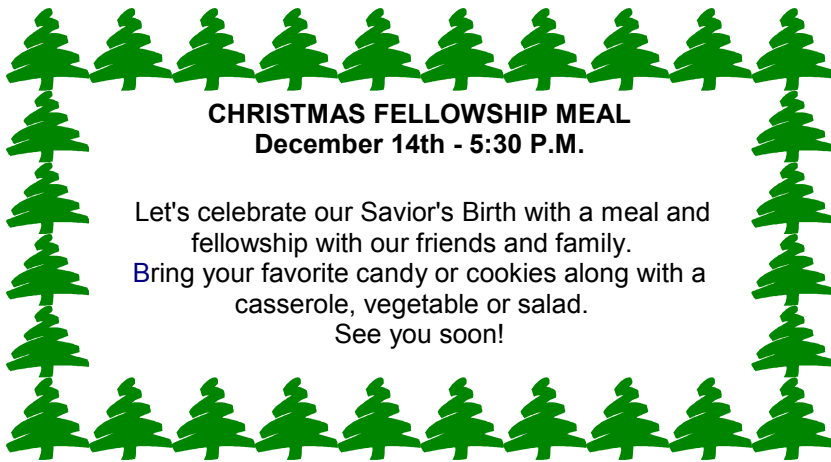 CHRISTMAS FELLOWSHIP MEAL
December 14th - 5:30 P.M.
Let's celebrate our Savior's Birth with a meal and
fellowship with our friends and family.
Bring your favorite candy or cookies along with a
casserole, vegetable or salad.
See you soon!